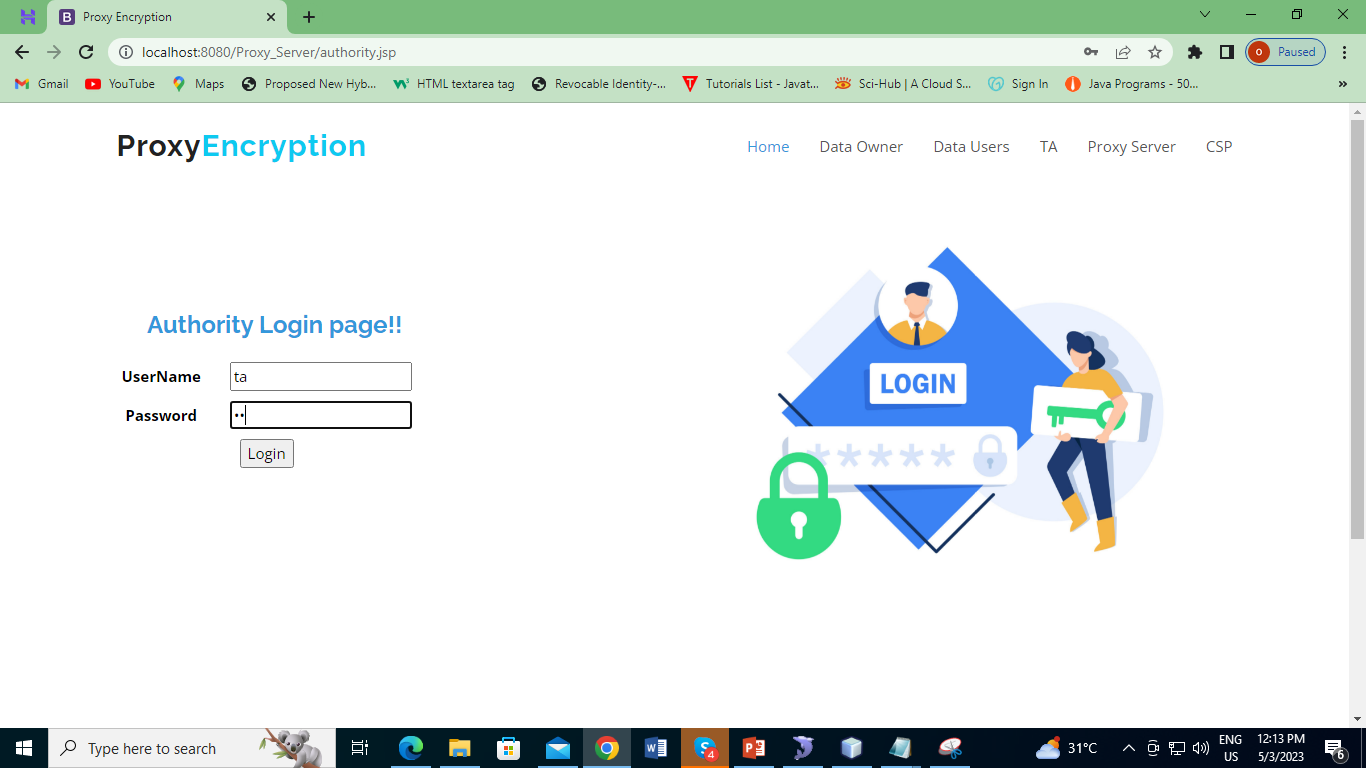 Proxy Encryption
localhost:8080/Proxy_Server/authority.jsp
O Paused
Gmail YouTube Maps Proposed New Hyb... HTML textarea tag Revocable Identity-... Tutorials List - Javat... Sci-Hub | A Cloud S... Sign In Java Programs - 50... »
ProxyEncryption
Home Data Owner Data Users TA Proxy Server CSP
Authority Login page!!
UserName ta
Password ••
Login
LOGIN
*****
Type here to search
4
31°C
ENG
US
12:13 PM
5/3/2023
6